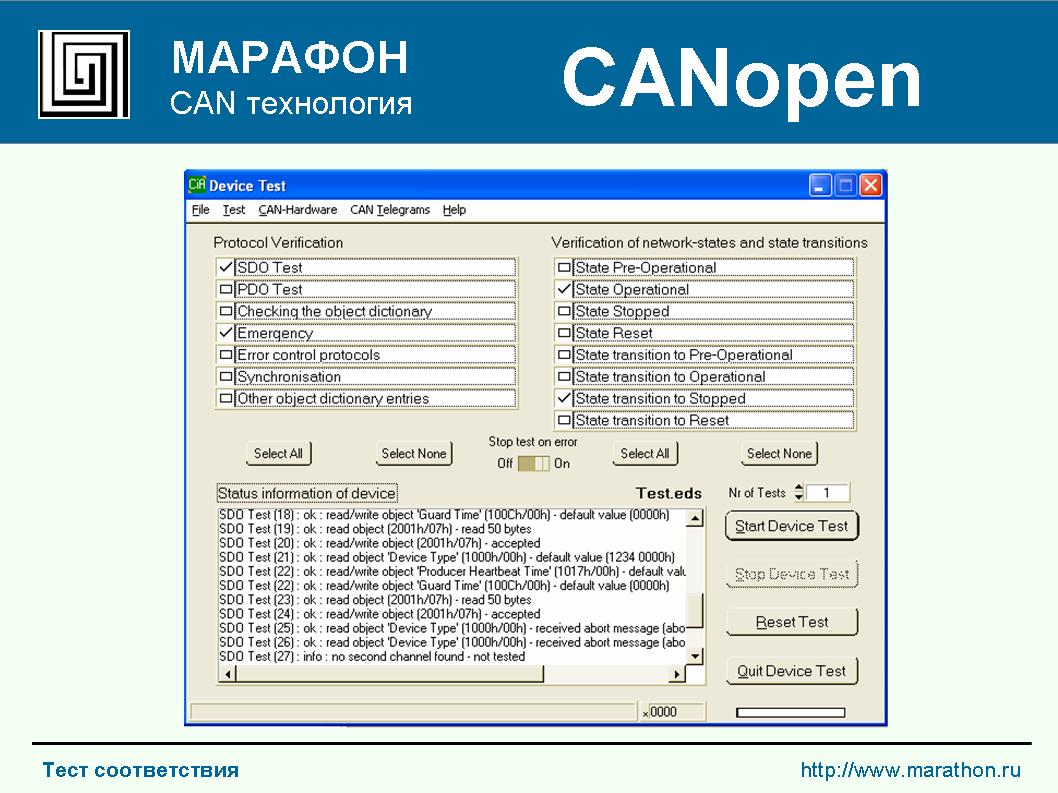 МАРАФОН
CAN технология
CANopen
CiA Device Test
File Test CAN-Hardware CAN Telegrams Help
Protocol Verification
SDO Test
PDO Test
Checking the object dictionary
Emergency
Error control protocols
Synchronisation
Other object dictionary entries
Verification of network-states and state transitions
State Pre-Operational
State Operational
State Stopped
State Reset
State transition to Pre-Operational
State transition to Operational
State transition to Stopped
State transition to Reset
Select All Select None
Stop test on error
Off On
Select All Select None
Status information of device Test.eds
SDO Test (18) : ok : read/write object 'Guard Time' (100Ch/00h) - default value (0000h)
SDO Test (19) : ok : read object (2001h/07h) - read 50 bytes
SDO Test (20) : ok : read/write object (2001h/07h) - accepted
SDO Test (21) : ok : read object 'Device Type' (1000h/00h) - default value (1234 0000h)
SDO Test (22) : ok : read/write object 'Producer Heartbeat Time' (1017h/00h) - default valu
SDO Test (22) : ok : read/write object 'Guard Time' (100Ch/00h) - default value (0000h)
SDO Test (23) : ok : read object (2001h/07h) - read 50 bytes
SDO Test (24) : ok : read/write object (2001h/07h) - accepted
SDO Test (25) : ok : read object 'Device Type' (1000h/00h) - received abort message (abo
SDO Test (26) : ok : read object 'Device Type' (1000h/00h) - received abort message (abo
SDO Test (27) : info : no second channel found - not tested
Nr of Tests 1
Start Device Test
Stop Device Test
Reset Test
Quit Device Test
x0000
Тест соответствия
http://www.marathon.ru